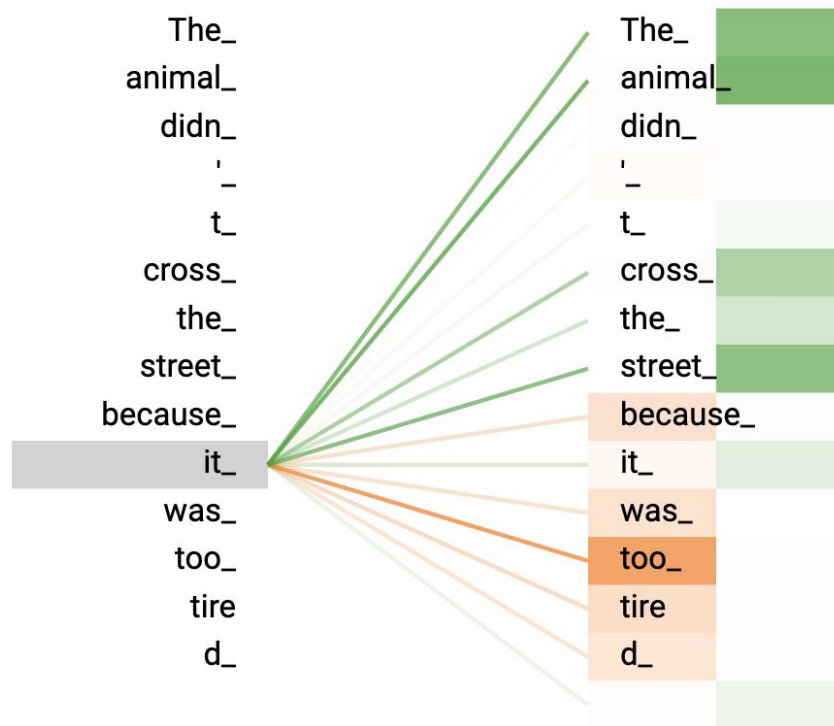 The_ The_
animal_ animal_
didn_ didn_
'_ '_
t_ t_
cross_ cross_
the_ the_
street_ street_
because_ because_
it_ it_
was_ was_
too_ too_
tire tire
d_ d_